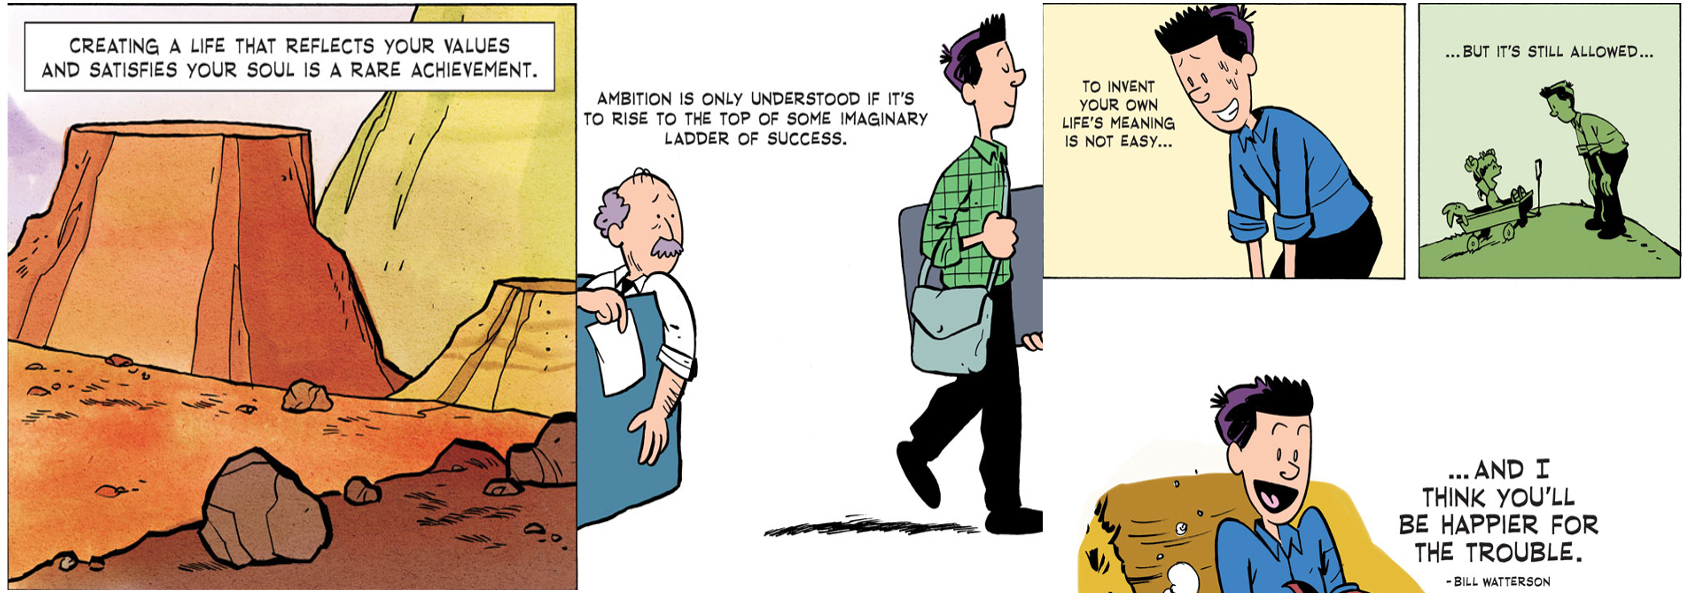 CREATING A LIFE THAT REFLECTS YOUR VALUES
AND SATISFIES YOUR SOUL IS A RARE ACHIEVEMENT.
AMBITION IS ONLY UNDERSTOOD IF IT'S
TO RISE TO THE TOP OF SOME IMAGINARY
LADDER OF SUCCESS.
TO INVENT
YOUR OWN
LIFE'S MEANING
IS NOT EASY...
...BUT IT'S STILL ALLOWED...
...AND I
THINK YOU'LL
BE HAPPIER FOR
THE TROUBLE.
-BILL WATTERSON